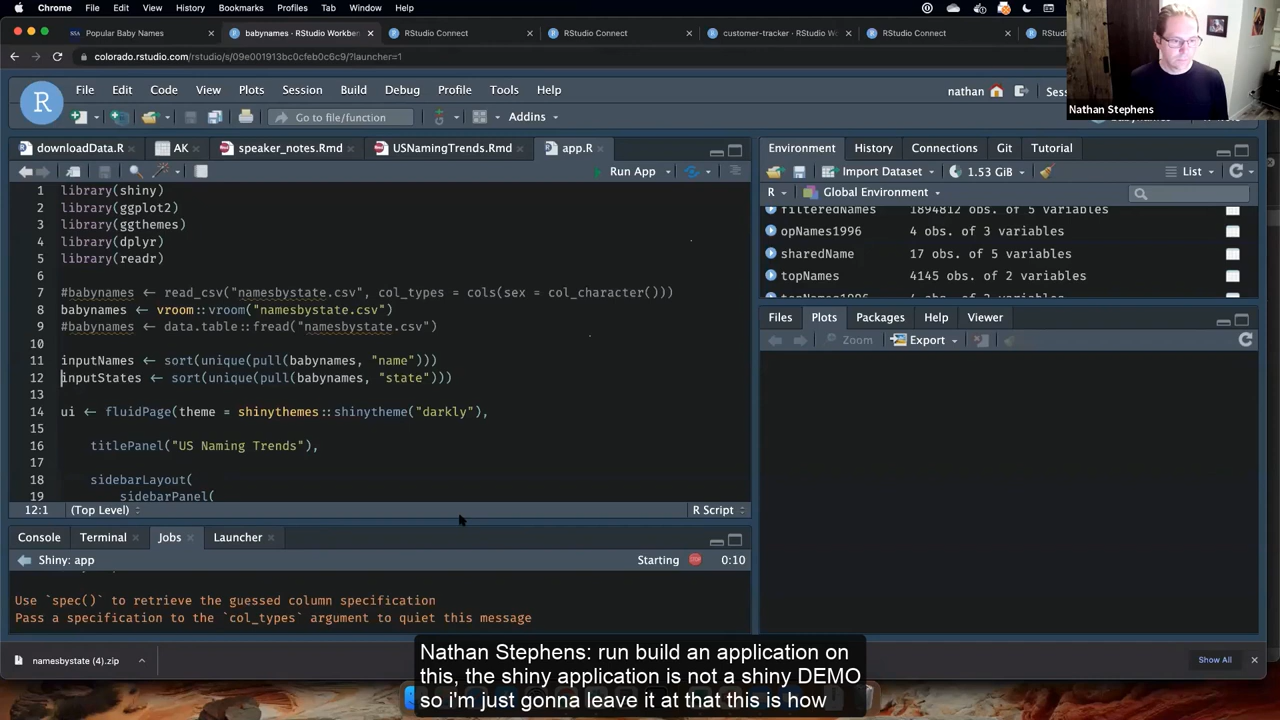 Chrome File Edit View History Bookmarks Profiles Tab Window Help
Popular Baby Names
babynames - RStudio Workben
RStudio Connect
RStudio Connect
customer-tracker - RStudio Wo
RStudio Connect
RStudio
colorado.rstudio.com/rstudio/s/09e001913bc0cfeb0c6c9/?launcher=1
Nathan Stephens
R File Edit Code View Plots Session Build Debug Profile Tools Help
nathan
Go to file/function
Addins
downloadData.R AK speaker_notes.Rmd USNamingTrends.Rmd app.R
Run App
1 library(shiny)
2 library(ggplot2)
3 library(ggthemes)
4 library(dplyr)
5 library(readr)
6
7 #babynames ← read_csv("namesbystate.csv", col_types = cols(sex = col_character()))
8 babynames ← vroom::vroom("namesbystate.csv")
9 #babynames ← data.table::fread("namesbystate.csv")
10
11 inputNames ← sort(unique(pull(babynames, "name")))
12 inputStates ← sort(unique(pull(babynames, "state")))
13
14 ui ← fluidPage(theme = shinythemes::shinytheme("darkly"),
15
16 titlePanel("US Naming Trends"),
17
18 sidebarLayout(
19 sidebarPanel(
12:1 (Top Level) R Script
Console Terminal Jobs Launcher
Shiny: app Starting STOP 0:10
Use `spec()` to retrieve the guessed column specification
Pass a specification to the `col_types` argument to quiet this message
Environment History Connections Git Tutorial
Import Dataset 1.53 GiB List
R Global Environment
filteredNames 1894812 obs. of 5 variables
opNames1996 4 obs. of 3 variables
sharedName 17 obs. of 5 variables
topNames 4145 obs. of 2 variables
Files Plots Packages Help Viewer
Zoom Export
namesbystate (4).zip
Show All
Nathan Stephens: run build an application on
this, the shiny application is not a shiny DEMO
so i'm just gonna leave it at that this is how